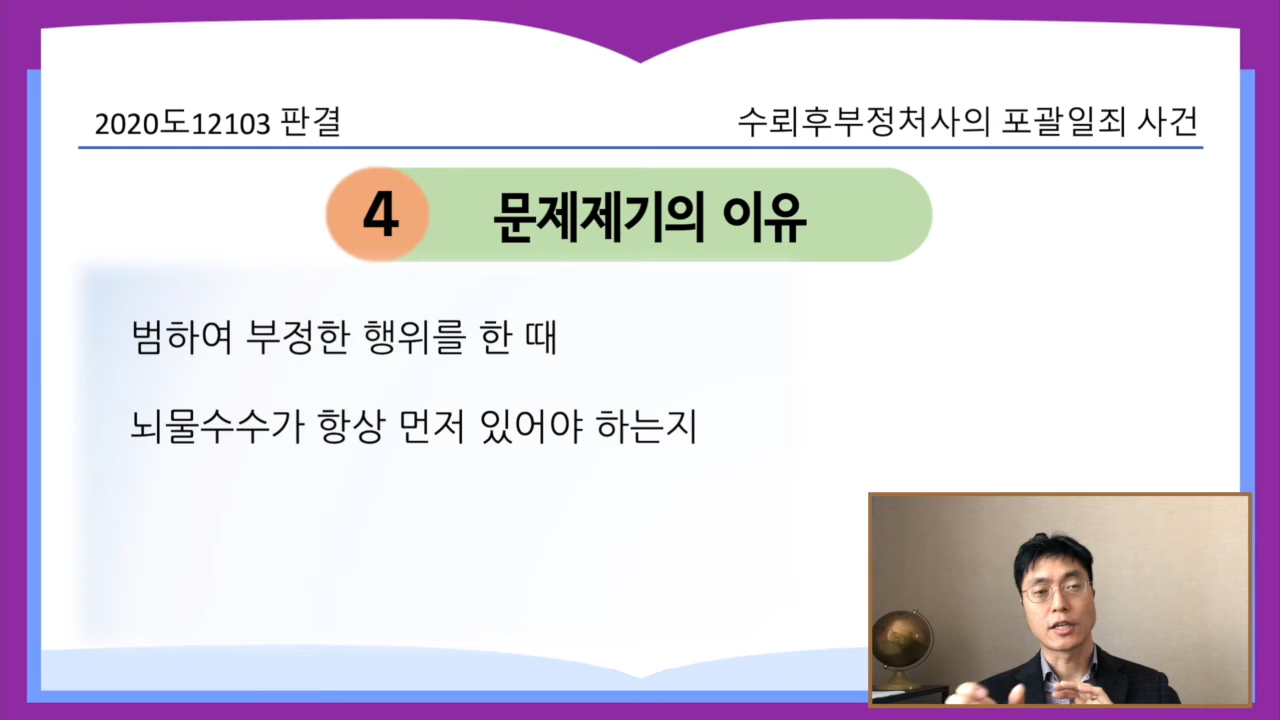 2020도12103 판결
수뢰후부정처사의 포괄일죄 사건
4 문제제기의 이유
범하여 부정한 행위를 한 때
뇌물수수가 항상 먼저 있어야 하는지